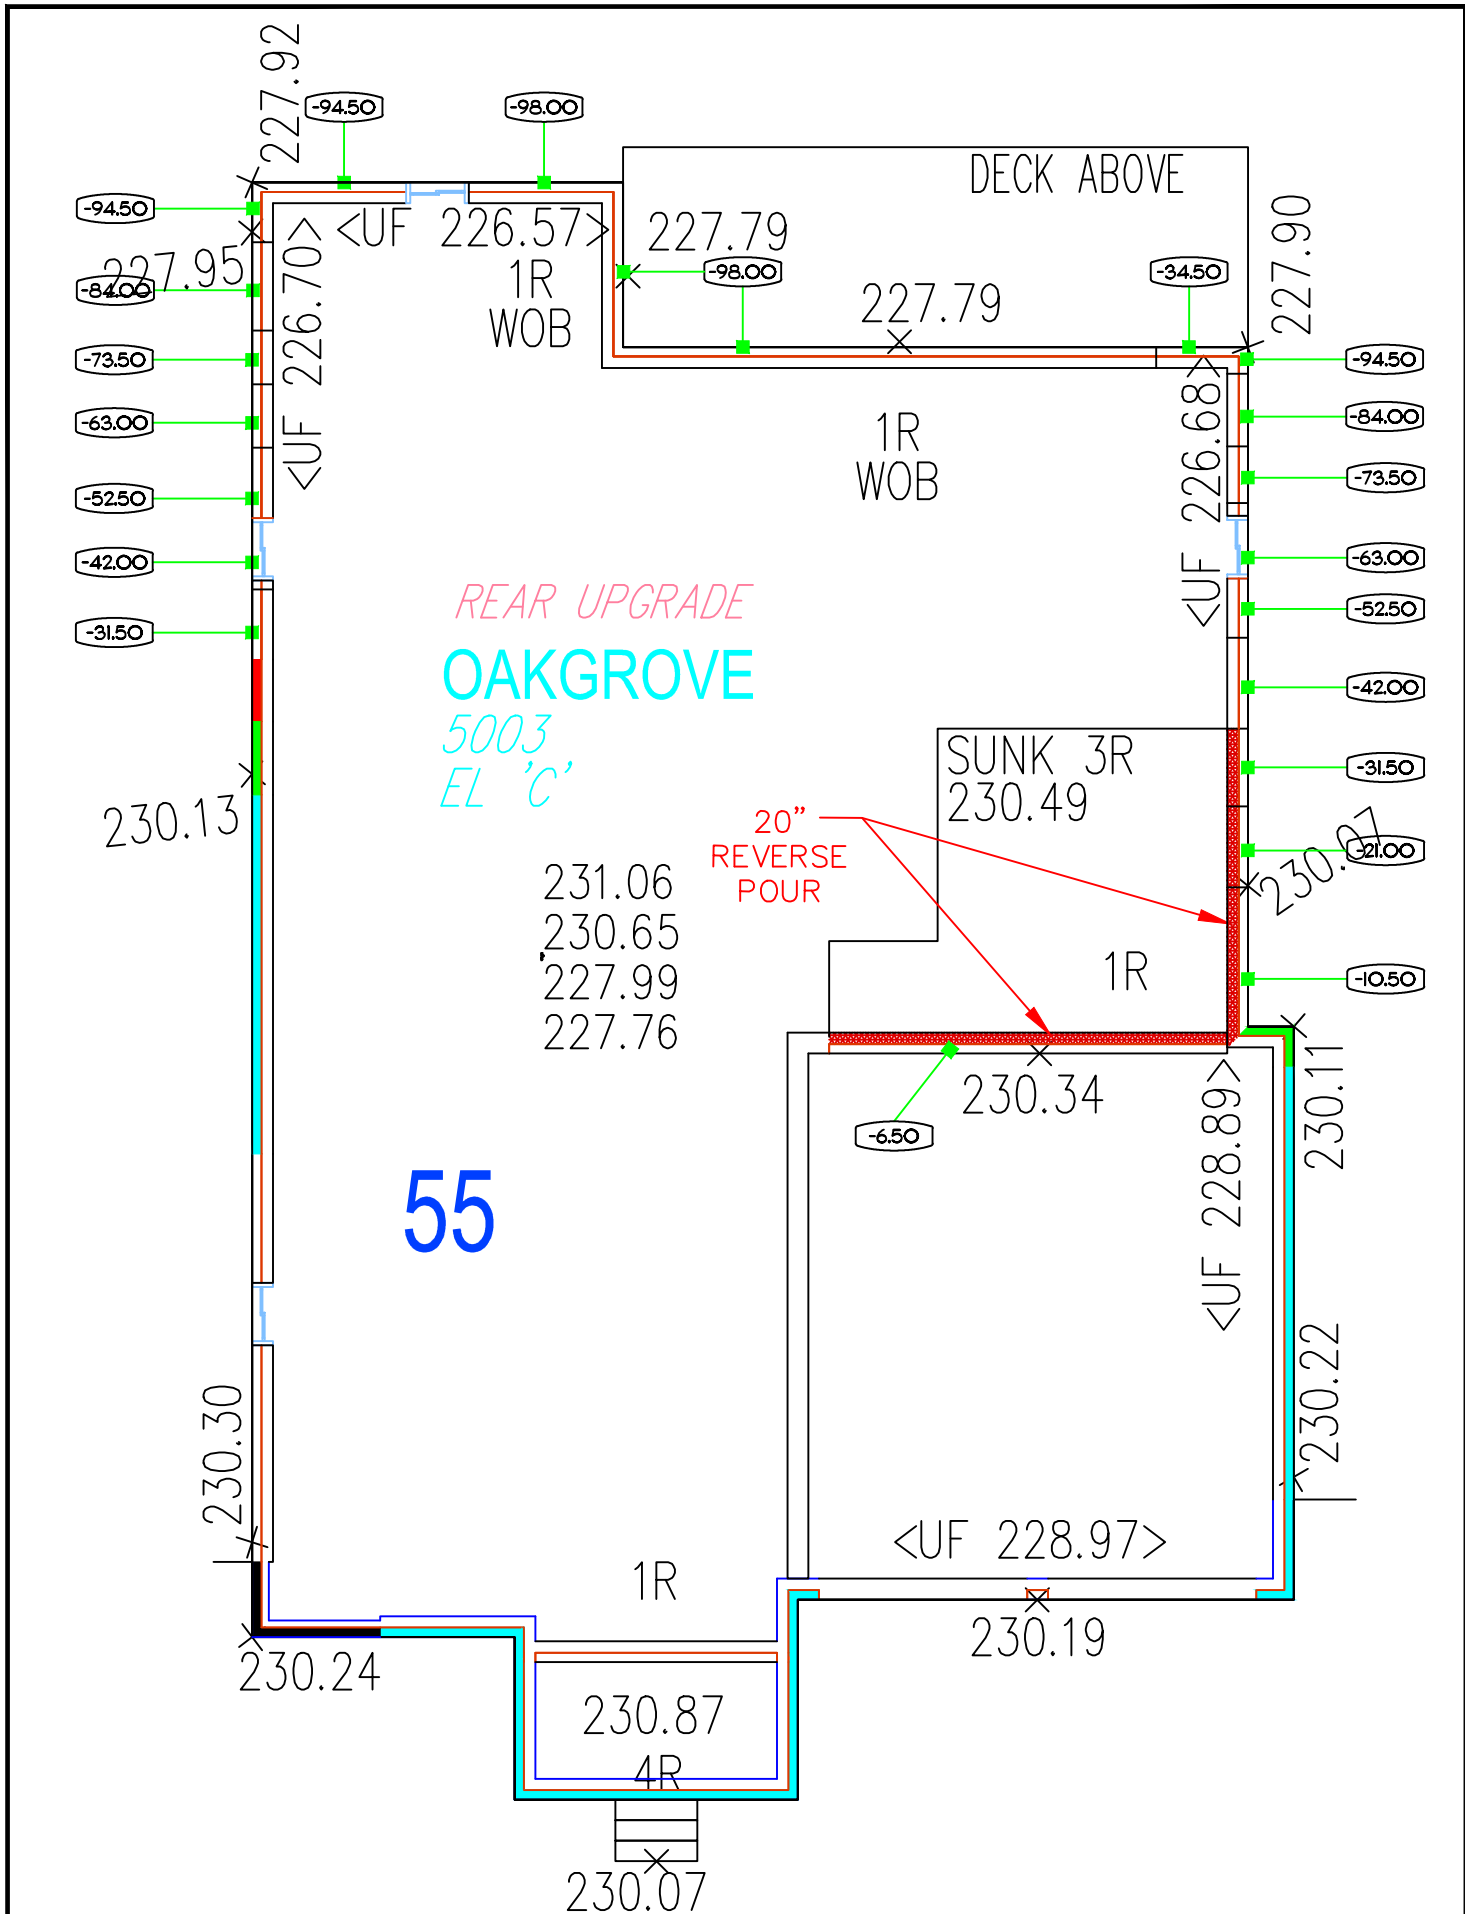 227.92
-94.50
-98.00
DECK ABOVE
-94.50
<UF 226.57>
227.79
227.90
227.95
-84.00
<UF 226.70>
1R
WOB
-98.00
-34.50
227.79
-73.50
-94.50
-63.00
-84.00
1R
WOB
<UF 226.68>
-73.50
-52.50
-42.00
-63.00
-31.50
-52.50
REAR UPGRADE
OAKGROVE
5003
EL 'C'
-42.00
SUNK 3R
230.49
-31.50
230.13
20”
REVERSE
POUR
-21.00
230.07
231.06
230.65
227.99
227.76
1R
-10.50
230.34
-6.50
<UF 228.89>
230.11
55
230.30
230.22
<UF 228.97>
1R
230.19
230.24
230.87
4R
230.07